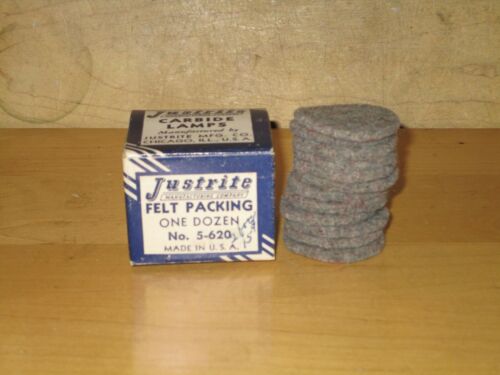 Justrite
CARBIDE
LAMPS
Manufactured by
JUSTRITE MFG. CO.
CHICAGO, ILL., U.S.A.
Justrite
MANUFACTURING COMPANY
FELT PACKING
ONE DOZEN
No. 5-620
MADE IN U.S.A.